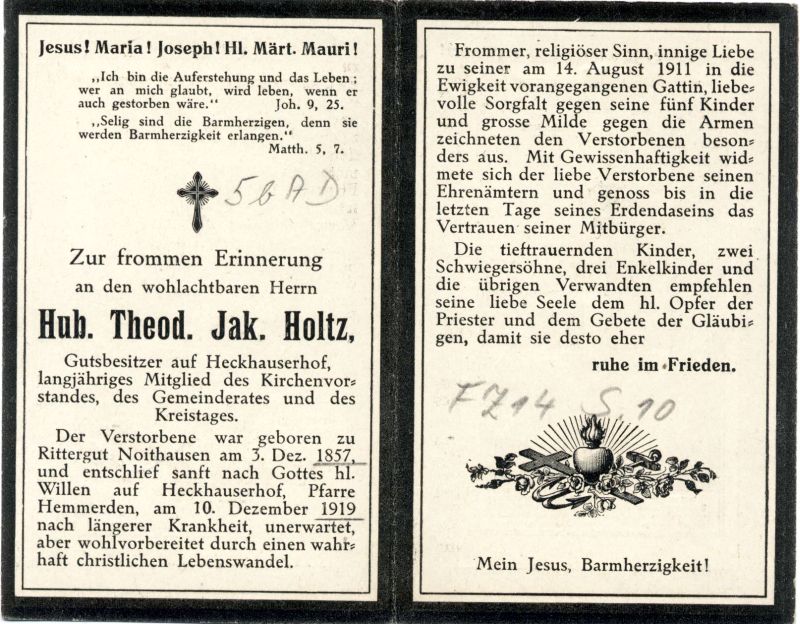 Jesus! Maria! Joseph! Hl. Märt. Mauri!
„Ich bin die Auferstehung und das Leben;
wer an mich glaubt, wird leben, wenn er
auch gestorben wäre.“ Joh. 9, 25.
„Selig sind die Barmherzigen, denn sie
werden Barmherzigkeit erlangen.“
Matth. 5, 7.
5b AD
Zur frommen Erinnerung
an den wohlachtbaren Herrn
Hub. Theod. Jak. Holtz,
Gutsbesitzer auf Heckhauserhof,
langjähriges Mitglied des Kirchenvor-
standes, des Gemeinderates und des
Kreistages.
Der Verstorbene war geboren zu
Rittergut Noithausen am 3. Dez. 1857,
und entschlief sanft nach Gottes hl.
Willen auf Heckhauserhof, Pfarre
Hemmerden, am 10. Dezember 1919
nach längerer Krankheit, unerwartet,
aber wohlvorbereitet durch einen wahr-
haft christlichen Lebenswandel.
Frommer, religiöser Sinn, innige Liebe
zu seiner am 14. August 1911 in die
Ewigkeit vorangegangenen Gattin, liebe-
volle Sorgfalt gegen seine fünf Kinder
und grosse Milde gegen die Armen
zeichneten den Verstorbenen beson-
ders aus. Mit Gewissenhaftigkeit wid-
mete sich der liebe Verstorbene seinen
Ehrenämtern und genoss bis in die
letzten Tage seines Erdendaseins das
Vertrauen seiner Mitbürger.
Die tieftrauernden Kinder, zwei
Schwiegersöhne, drei Enkelkinder und
die übrigen Verwandten empfehlen
seine liebe Seele dem hl. Opfer der
Priester und dem Gebete der Gläubi-
gen, damit sie desto eher
ruhe im Frieden.
FZ14 S. 10
Mein Jesus, Barmherzigkeit!